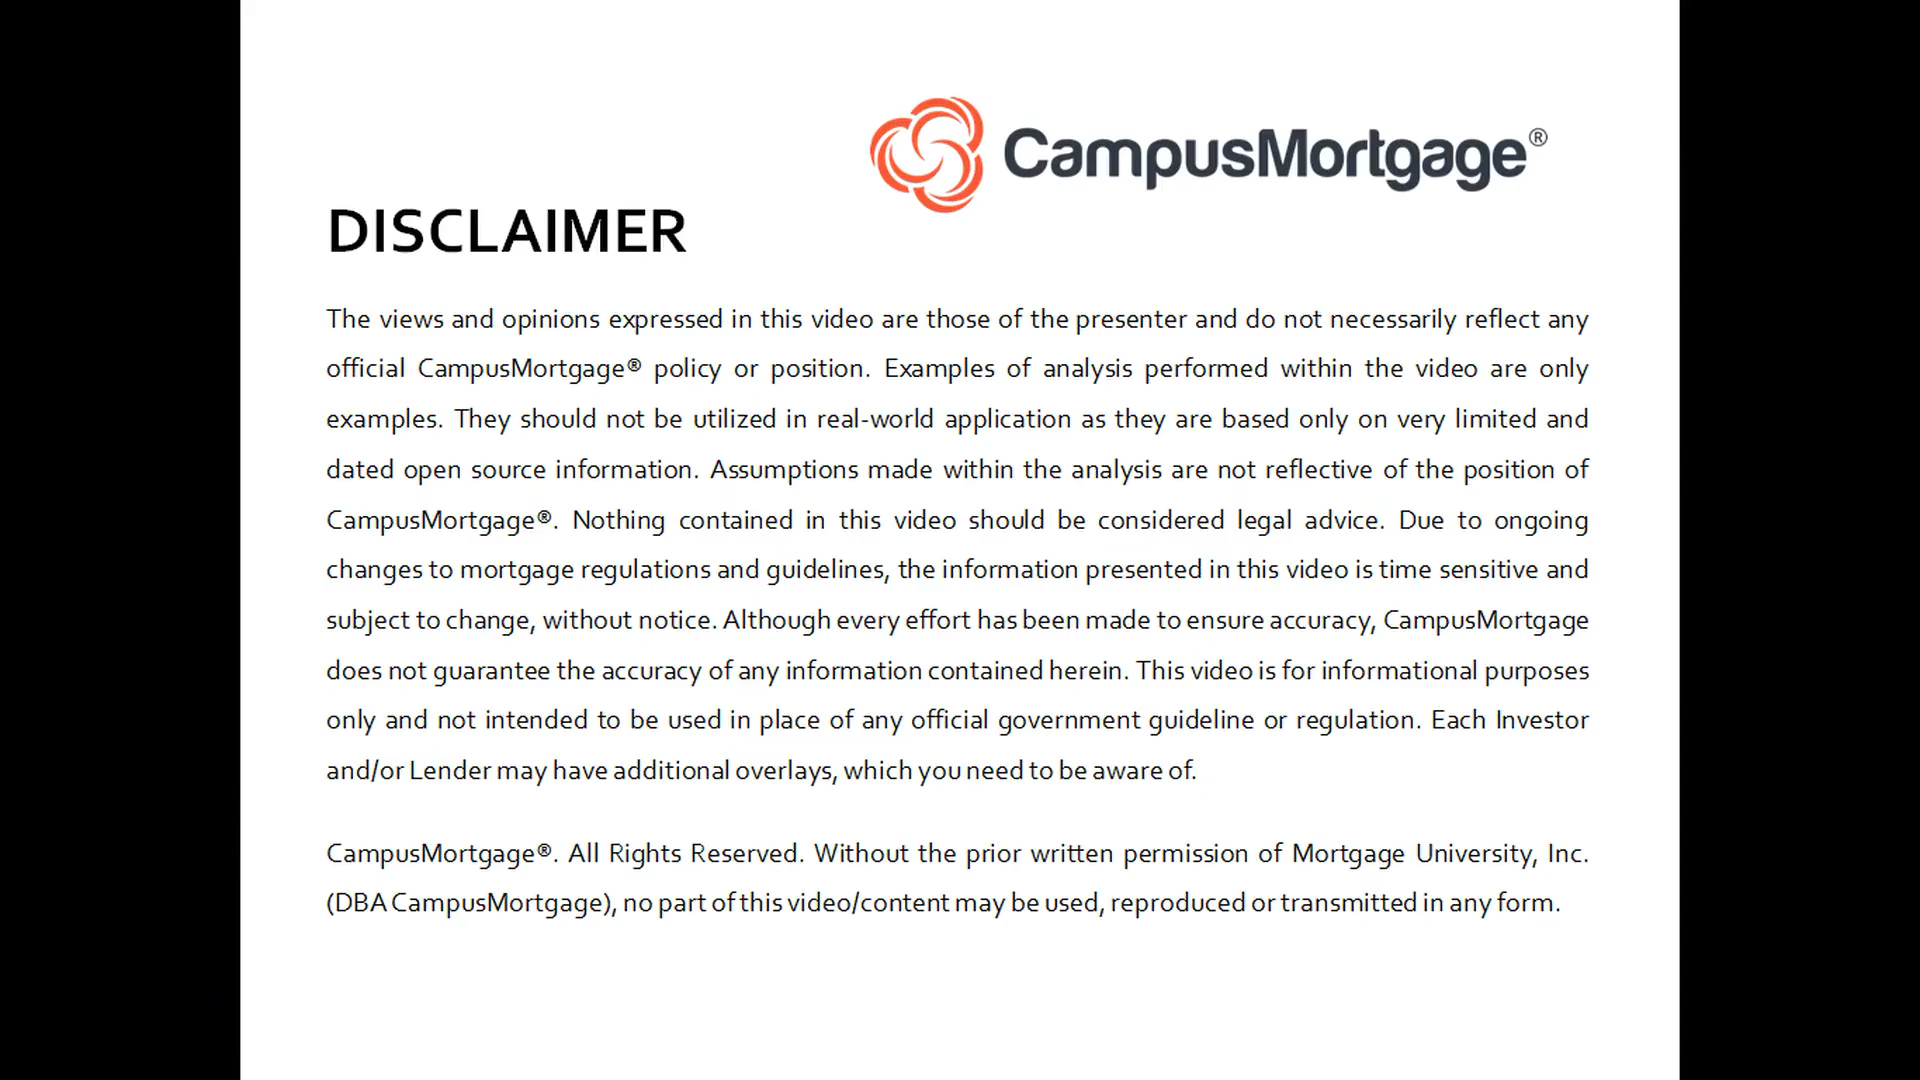 CampusMortgage®
DISCLAIMER
The views and opinions expressed in this video are those of the presenter and do not necessarily reflect any
official CampusMortgage® policy or position. Examples of analysis performed within the video are only
examples. They should not be utilized in real-world application as they are based only on very limited and
dated open source information. Assumptions made within the analysis are not reflective of the position of
CampusMortgage®. Nothing contained in this video should be considered legal advice. Due to ongoing
changes to mortgage regulations and guidelines, the information presented in this video is time sensitive and
subject to change, without notice. Although every effort has been made to ensure accuracy, CampusMortgage
does not guarantee the accuracy of any information contained herein. This video is for informational purposes
only and not intended to be used in place of any official government guideline or regulation. Each Investor
and/or Lender may have additional overlays, which you need to be aware of.
CampusMortgage®. All Rights Reserved. Without the prior written permission of Mortgage University, Inc.
(DBA CampusMortgage), no part of this video/content may be used, reproduced or transmitted in any form.